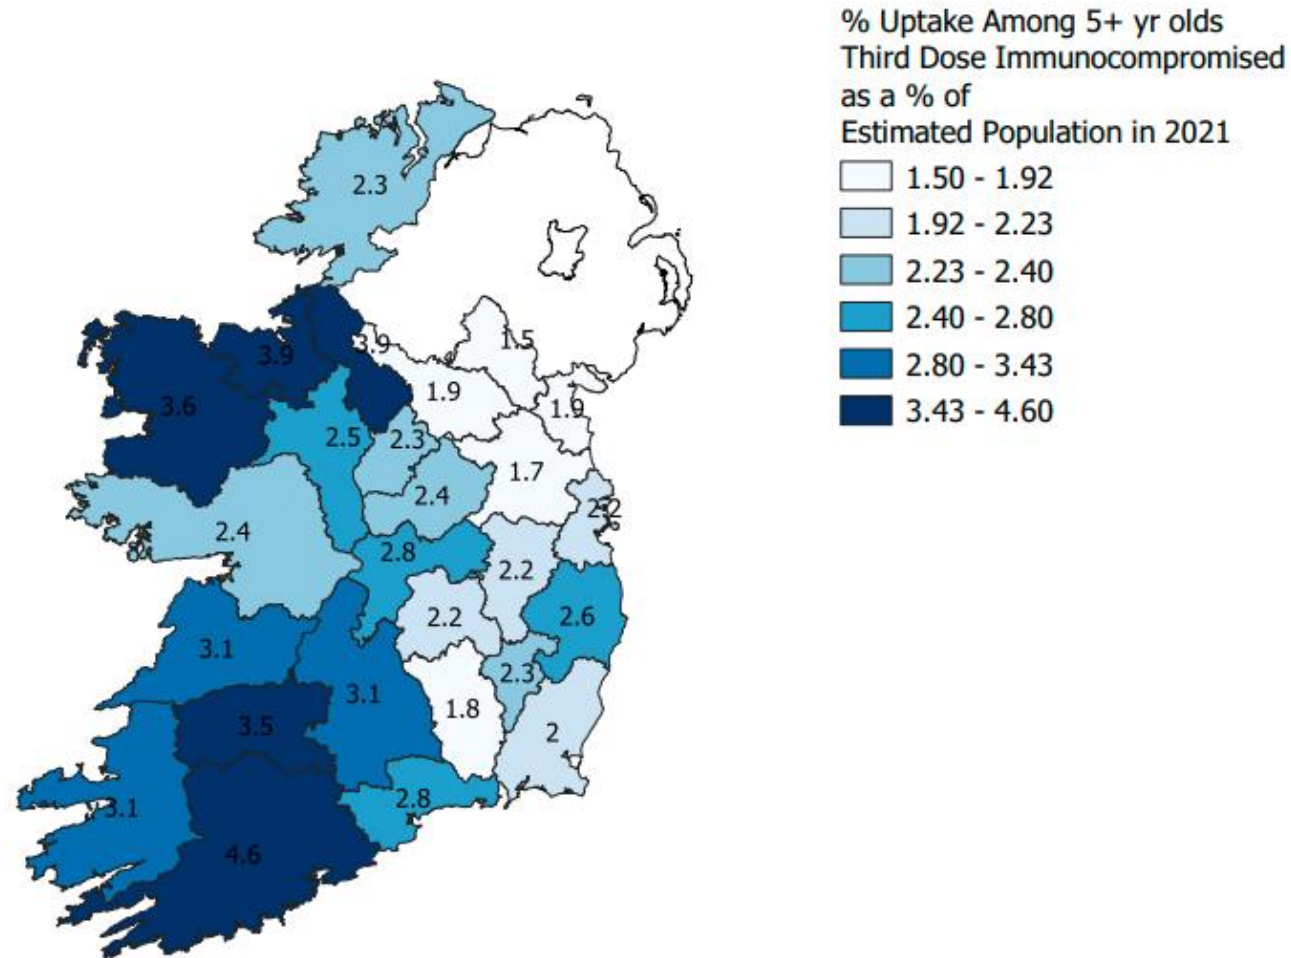 % Uptake Among 5+ yr olds
Third Dose Immunocompromised
as a % of
Estimated Population in 2021
1.50 - 1.92
1.92 - 2.23
2.23 - 2.40
2.40 - 2.80
2.80 - 3.43
3.43 - 4.60
2.3
1.5
3.9
3.9
1.9
3.6
1.9
2.5
2.3
1.7
2.4
2.2
2.4
2.8
2.2
2.2
2.6
3.1
2.3
3.1
1.8
3.5
2
2.8
3.1
4.6